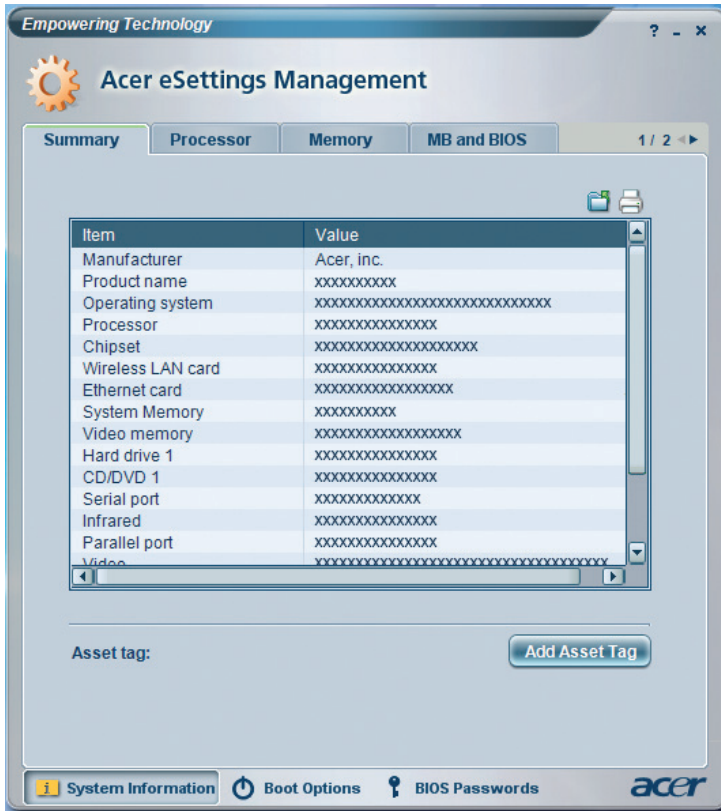 Empowering Technology
? - x
Acer eSettings Management
Summary Processor Memory MB and BIOS 1 / 2
Item Value
Manufacturer Acer, inc.
Product name xxxxxxxxxx
Operating system xxxxxxxxxxxxxxxxxxxxxxxxxxxxx
Processor xxxxxxxxxxxxxxx
Chipset xxxxxxxxxxxxxxxxxxxx
Wireless LAN card xxxxxxxxxxxxxxx
Ethernet card xxxxxxxxxxxxxxxxx
System Memory xxxxxxxxxx
Video memory xxxxxxxxxxxxxxxxxx
Hard drive 1 xxxxxxxxxxxxxxx
CD/DVD 1 xxxxxxxxxxxxxxx
Serial port xxxxxxxxxxxxx
Infrared xxxxxxxxxxxxxxx
Parallel port xxxxxxxxxxxxxxx
Video xxxxxxxxxxxxxxxxxxxxxxxxxxxxxxxxxxxx
Asset tag: Add Asset Tag
i System Information Boot Options BIOS Passwords acer